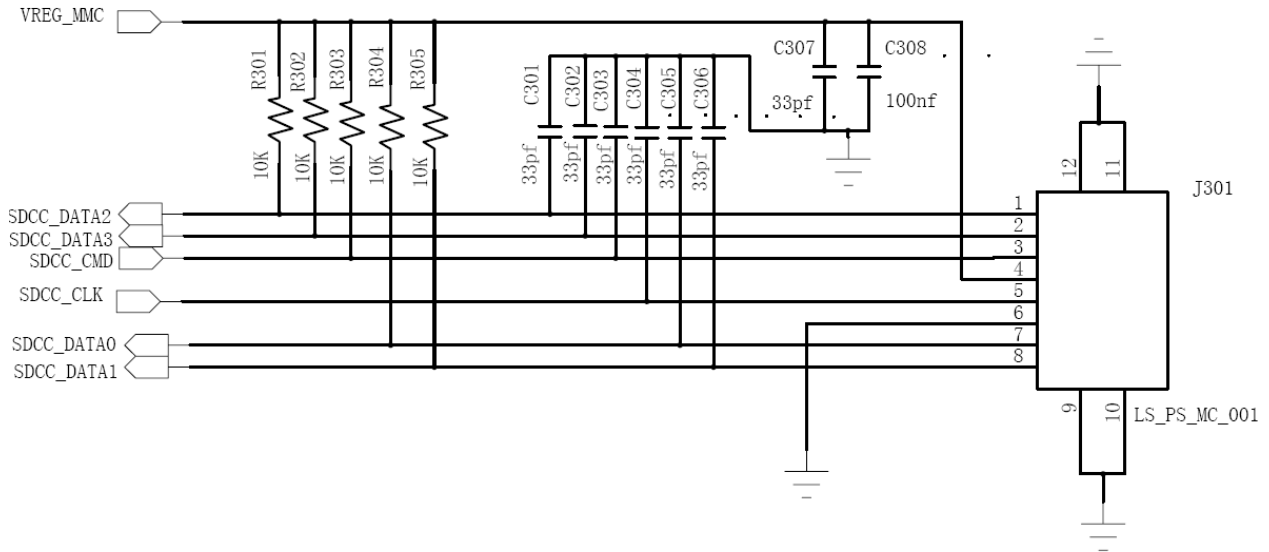 VREG_MMC
R301
R302
R303
R304
R305
10K
10K
10K
10K
10K
C301
C302
C303
C304
C305
C306
33pf
33pf
33pf
33pf
33pf
33pf
C307
33pf
C308
100nf
12
11
J301
SDCC_DATA2
SDCC_DATA3
SDCC_CMD
SDCC_CLK
SDCC_DATA0
SDCC_DATA1
1
2
3
4
5
6
7
8
9
10
LS_PS_MC_001